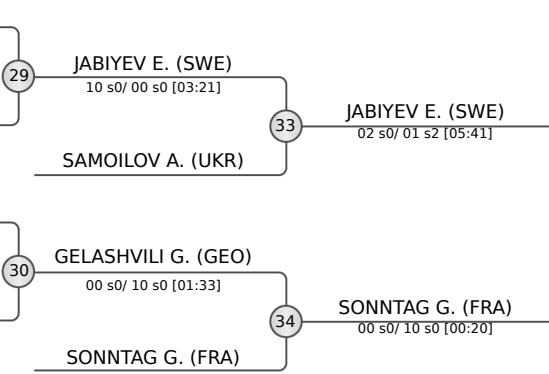 29
JABIYEV E. (SWE)
10 s0/ 00 s0 [03:21]
33
JABIYEV E. (SWE)
02 s0/ 01 s2 [05:41]
SAMOILOV A. (UKR)
30
GELASHVILI G. (GEO)
00 s0/ 10 s0 [01:33]
34
SONNTAG G. (FRA)
00 s0/ 10 s0 [00:20]
SONNTAG G. (FRA)